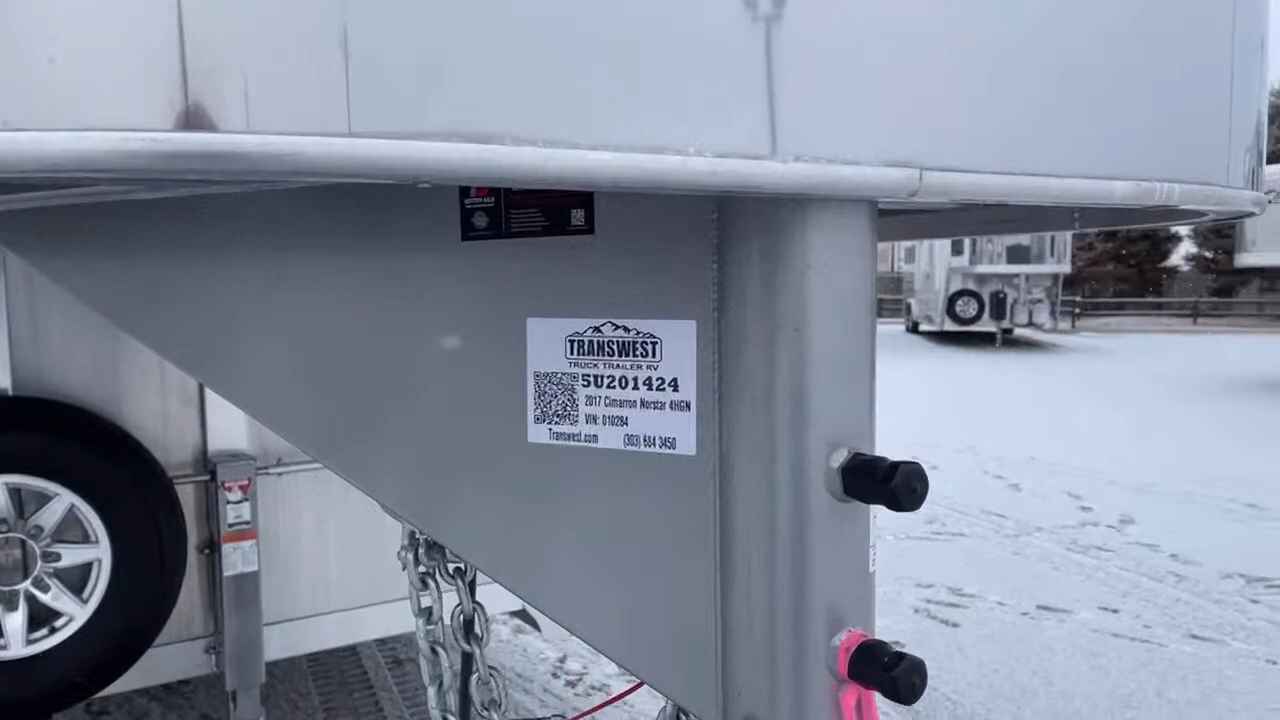 TRANSWEST
TRUCK TRAILER RV
5U201424
2017 Cimarron Norstar 4HGN
VIN: 010284
Transwest.com (303) 684 3450